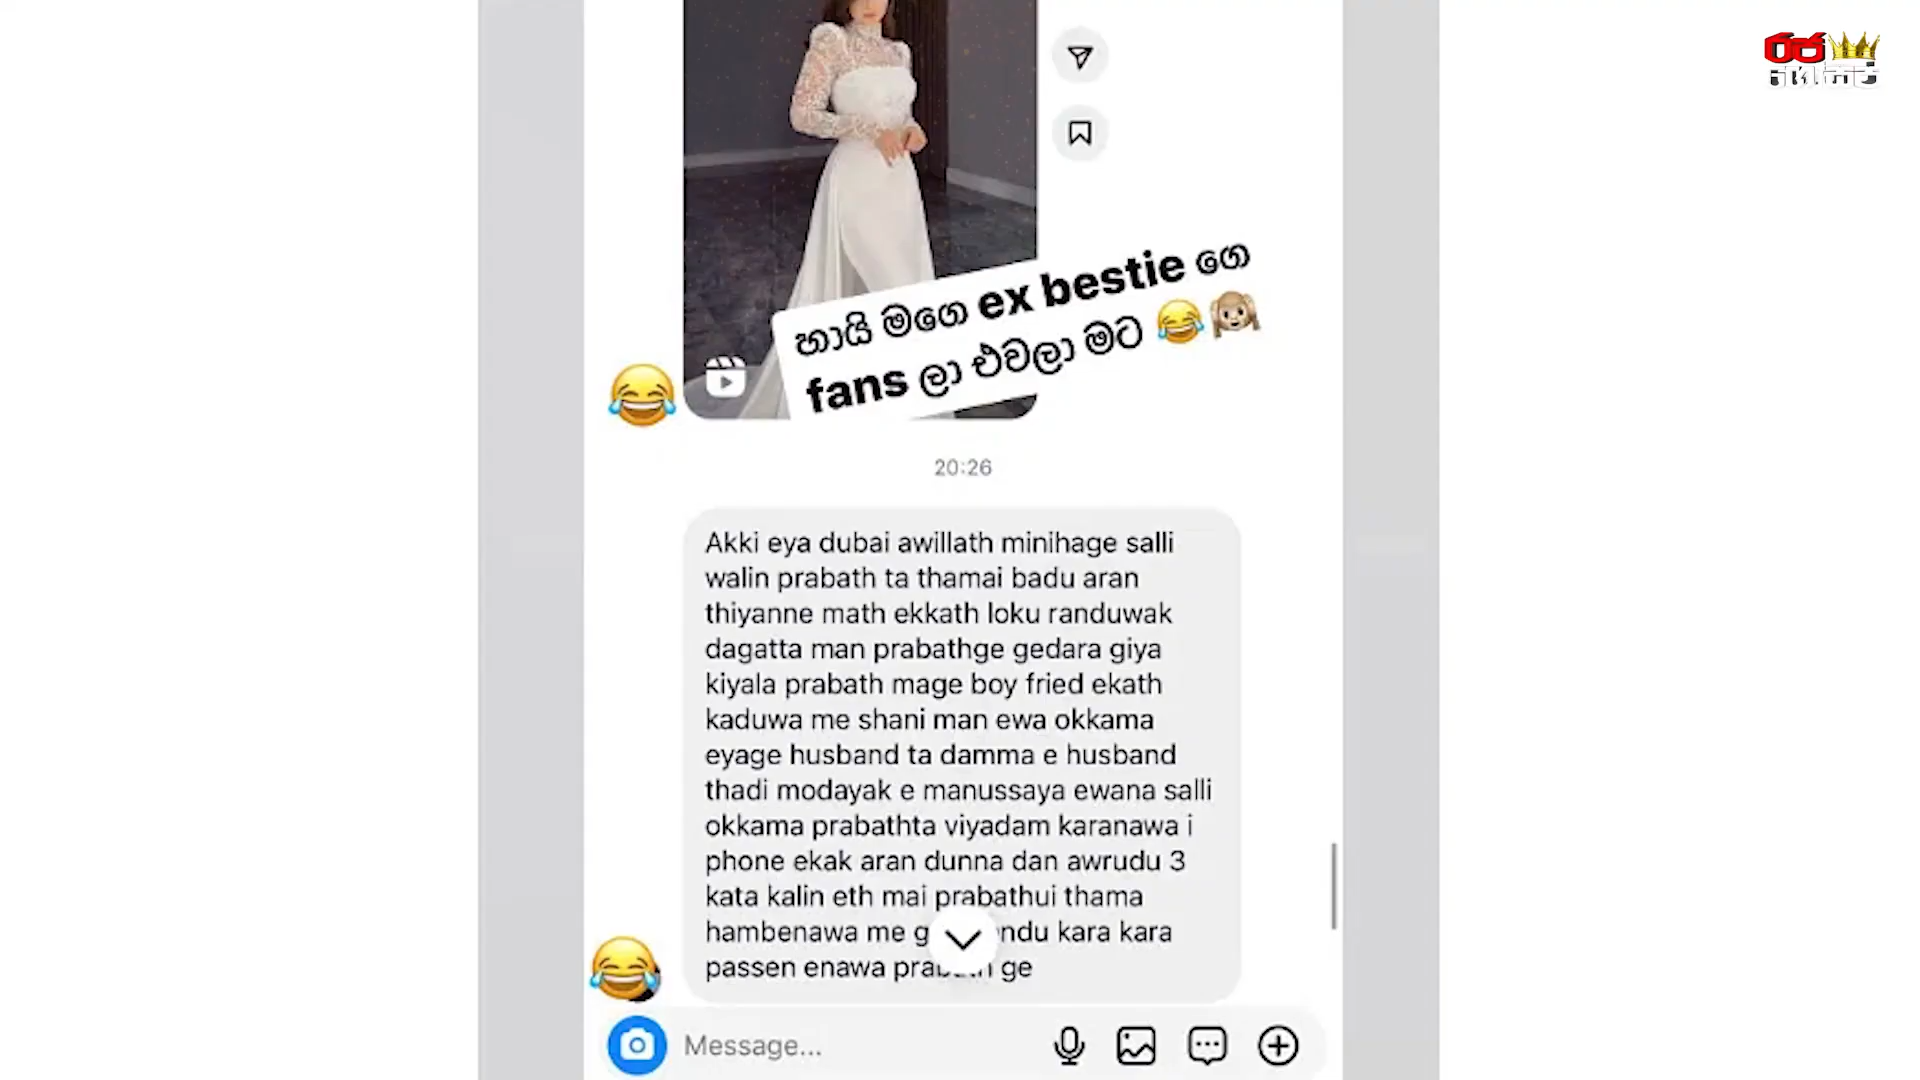 රජ
ගොසිප්
හායි මගෙ ex bestie ගෙ
fans ලා එවලා මට 😂🙉
20:26
Akki eya dubai awillath minihage salli
walin prabath ta thamai badu aran
thiyanne math ekkath loku randuwak
dagatta man prabathge gedara giya
kiyala prabath mage boy fried ekath
kaduwa me shani man ewa okkama
eyage husband ta damma e husband
thadi modayak e manussaya ewana salli
okkama prabathta viyadam karanawa i
phone ekak aran dunna dan awrudu 3
kata kalin eth mai prabathui thama
hambenawa me kara kara
passen enawa ge
Message...